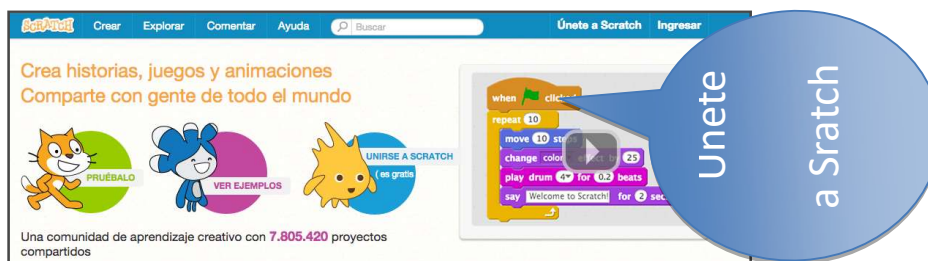 SCRATCH Crear Explorar Comentar Ayuda Buscar Únete a Scratch Ingresar
Crea historias, juegos y animaciones
Comparte con gente de todo el mundo
PRUÉBALO
VER EJEMPLOS
UNIRSE A SCRATCH
( es gratis
Una comunidad de aprendizaje creativo con 7.805.420 proyectos
compartidos
when clicked
repeat 10
move 10 steps
change color effect by 25
play drum 4 for 0.2 beats
say Welcome to Scratch! for 2
Unete
a Sratch